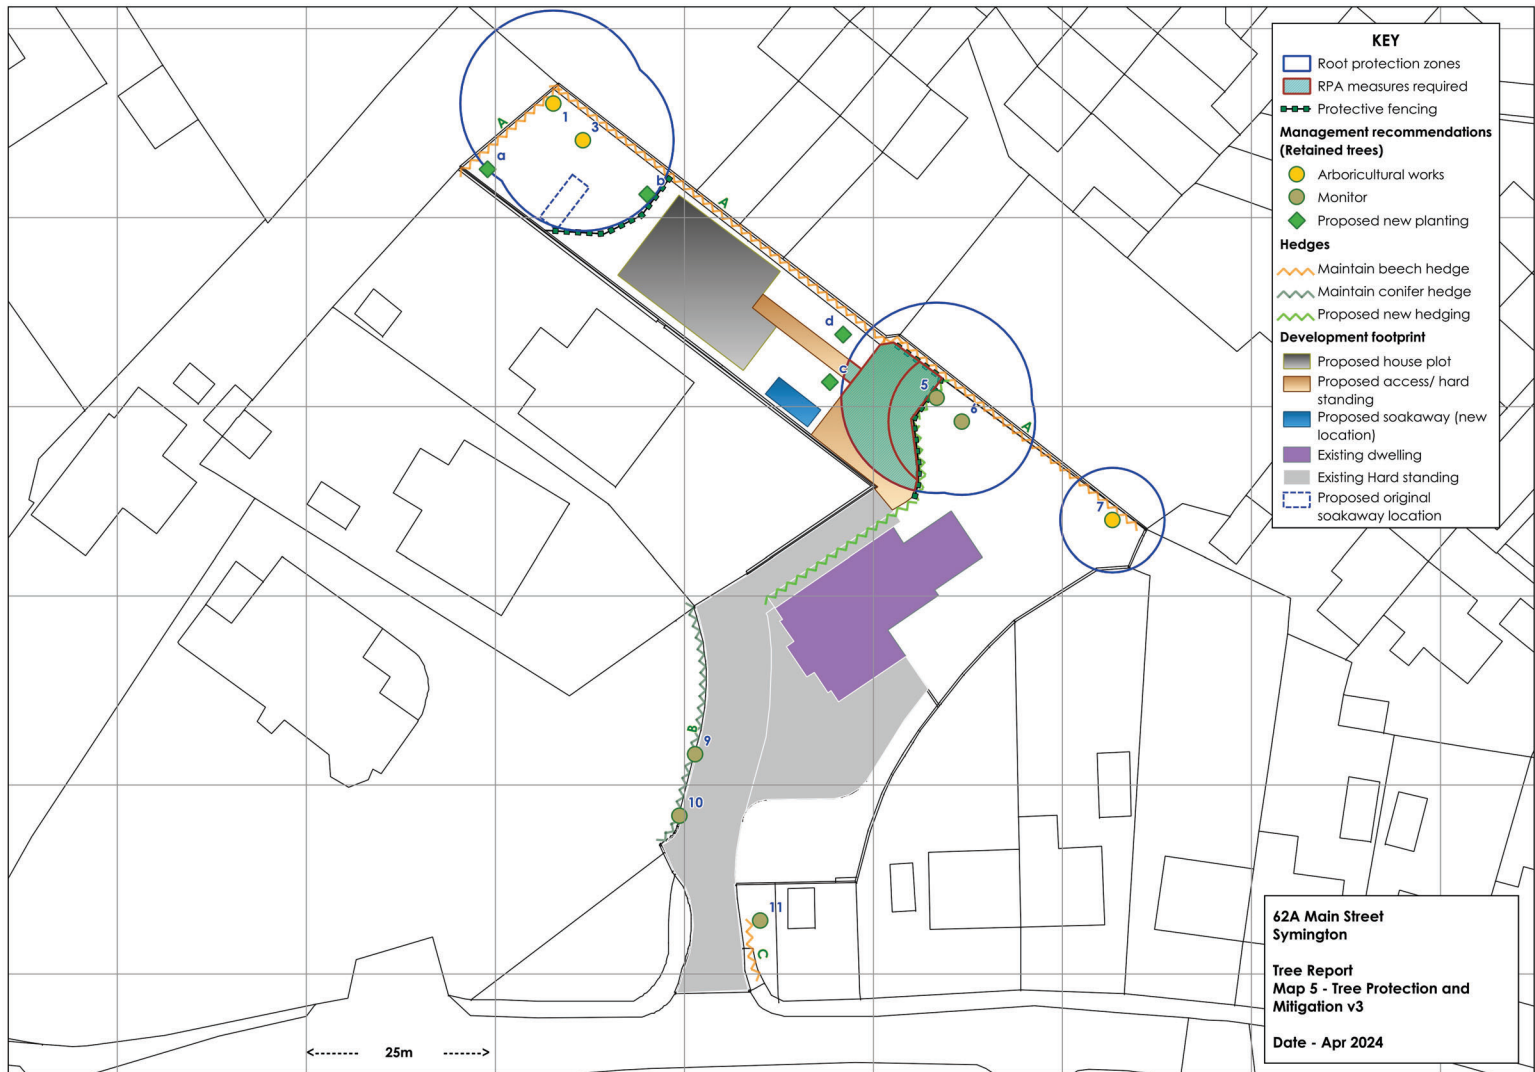 KEY
Root protection zones
RPA measures required
Protective fencing
Management recommendations
(Retained trees)
Arboricultural works
Monitor
Proposed new planting
Hedges
Maintain beech hedge
Maintain conifer hedge
Proposed new hedging
Development footprint
Proposed house plot
Proposed access/ hard
standing
Proposed soakaway (new
location)
Existing dwelling
Existing Hard standing
Proposed original
soakaway location
A
1
3
a
b
A
d
c
5
6
A
7
B
9
10
11
C
25m
62A Main Street
Symington
Tree Report
Map 5 - Tree Protection and
Mitigation v3
Date - Apr 2024